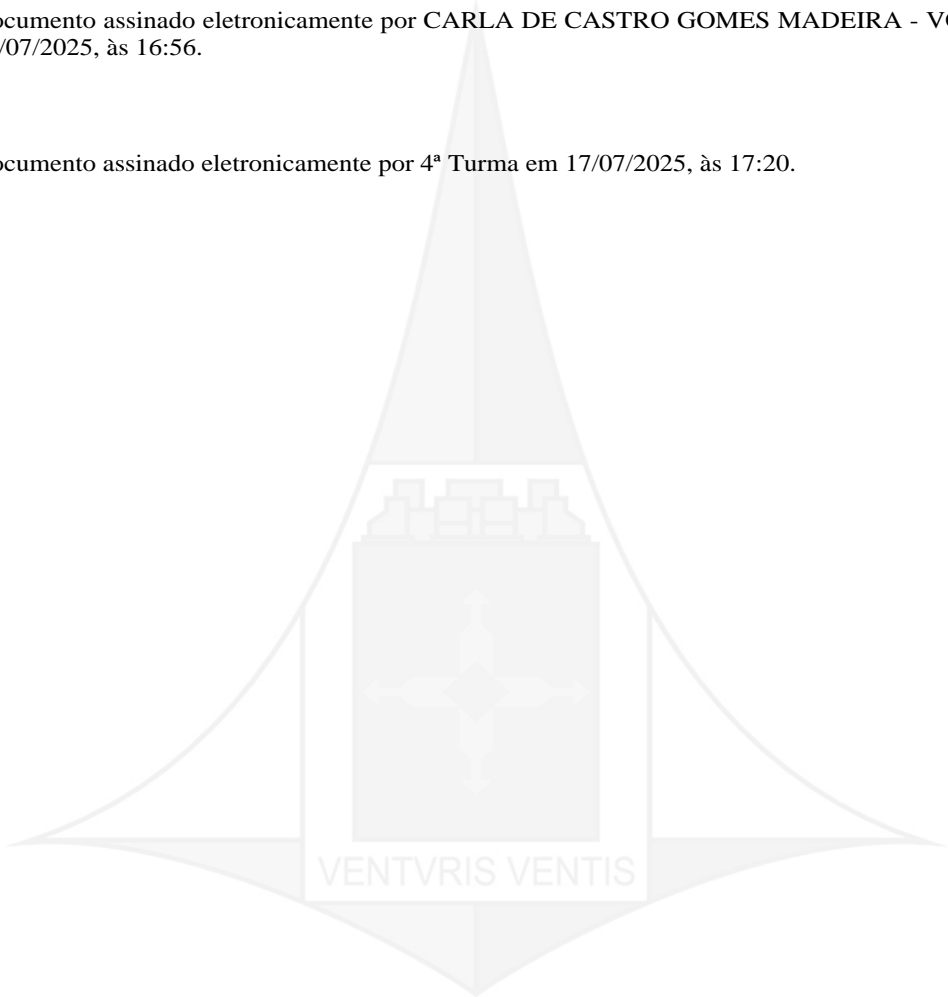 ocumento assinado eletronicamente por CARLA DE CASTRO GOMES MADEIRA -
/07/2025, às 16:56.
ocumento assinado eletronicamente por 4ª Turma em 17/07/2025, às 17:20.
VENTVRIS VENTIS